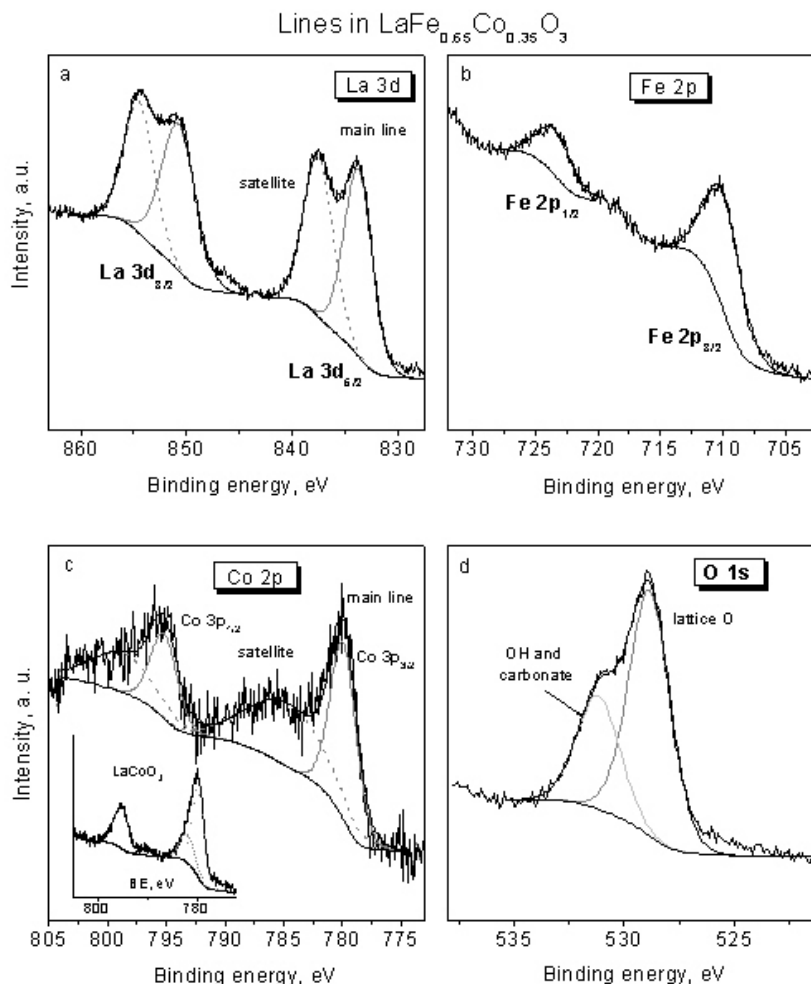 Lines in LaFe₀.₆₅Co₀.₃₅O₃
a
La 3d
main line
satellite
La 3d₃/₂
La 3d₅/₂
Intensity, a.u.
860 850 840 830
Binding energy, eV
b
Fe 2p
Fe 2p₁/₂
Fe 2p₃/₂
730 725 720 715 710 705
Binding energy, eV
c
Co 2p
main line
Co 3p₁/₂
satellite
Co 3p₃/₂
Intensity, a. u.
LaCoO₃
BE, eV
800 780
805 800 795 790 785 780 775
Binding energy, eV
d
O 1s
lattice O
OH and
carbonate
535 530 525
Binding energy, eV